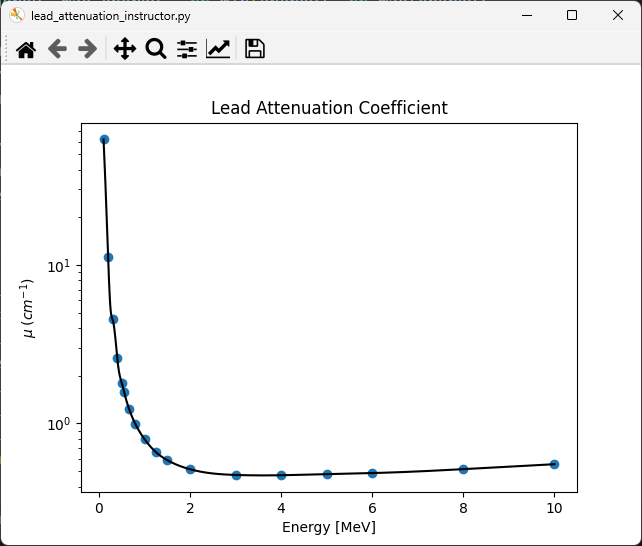 lead_attenuation_instructor.py
Lead Attenuation Coefficient
10¹
10⁰
μ (cm⁻¹)
0 2 4 6 8 10
Energy [MeV]